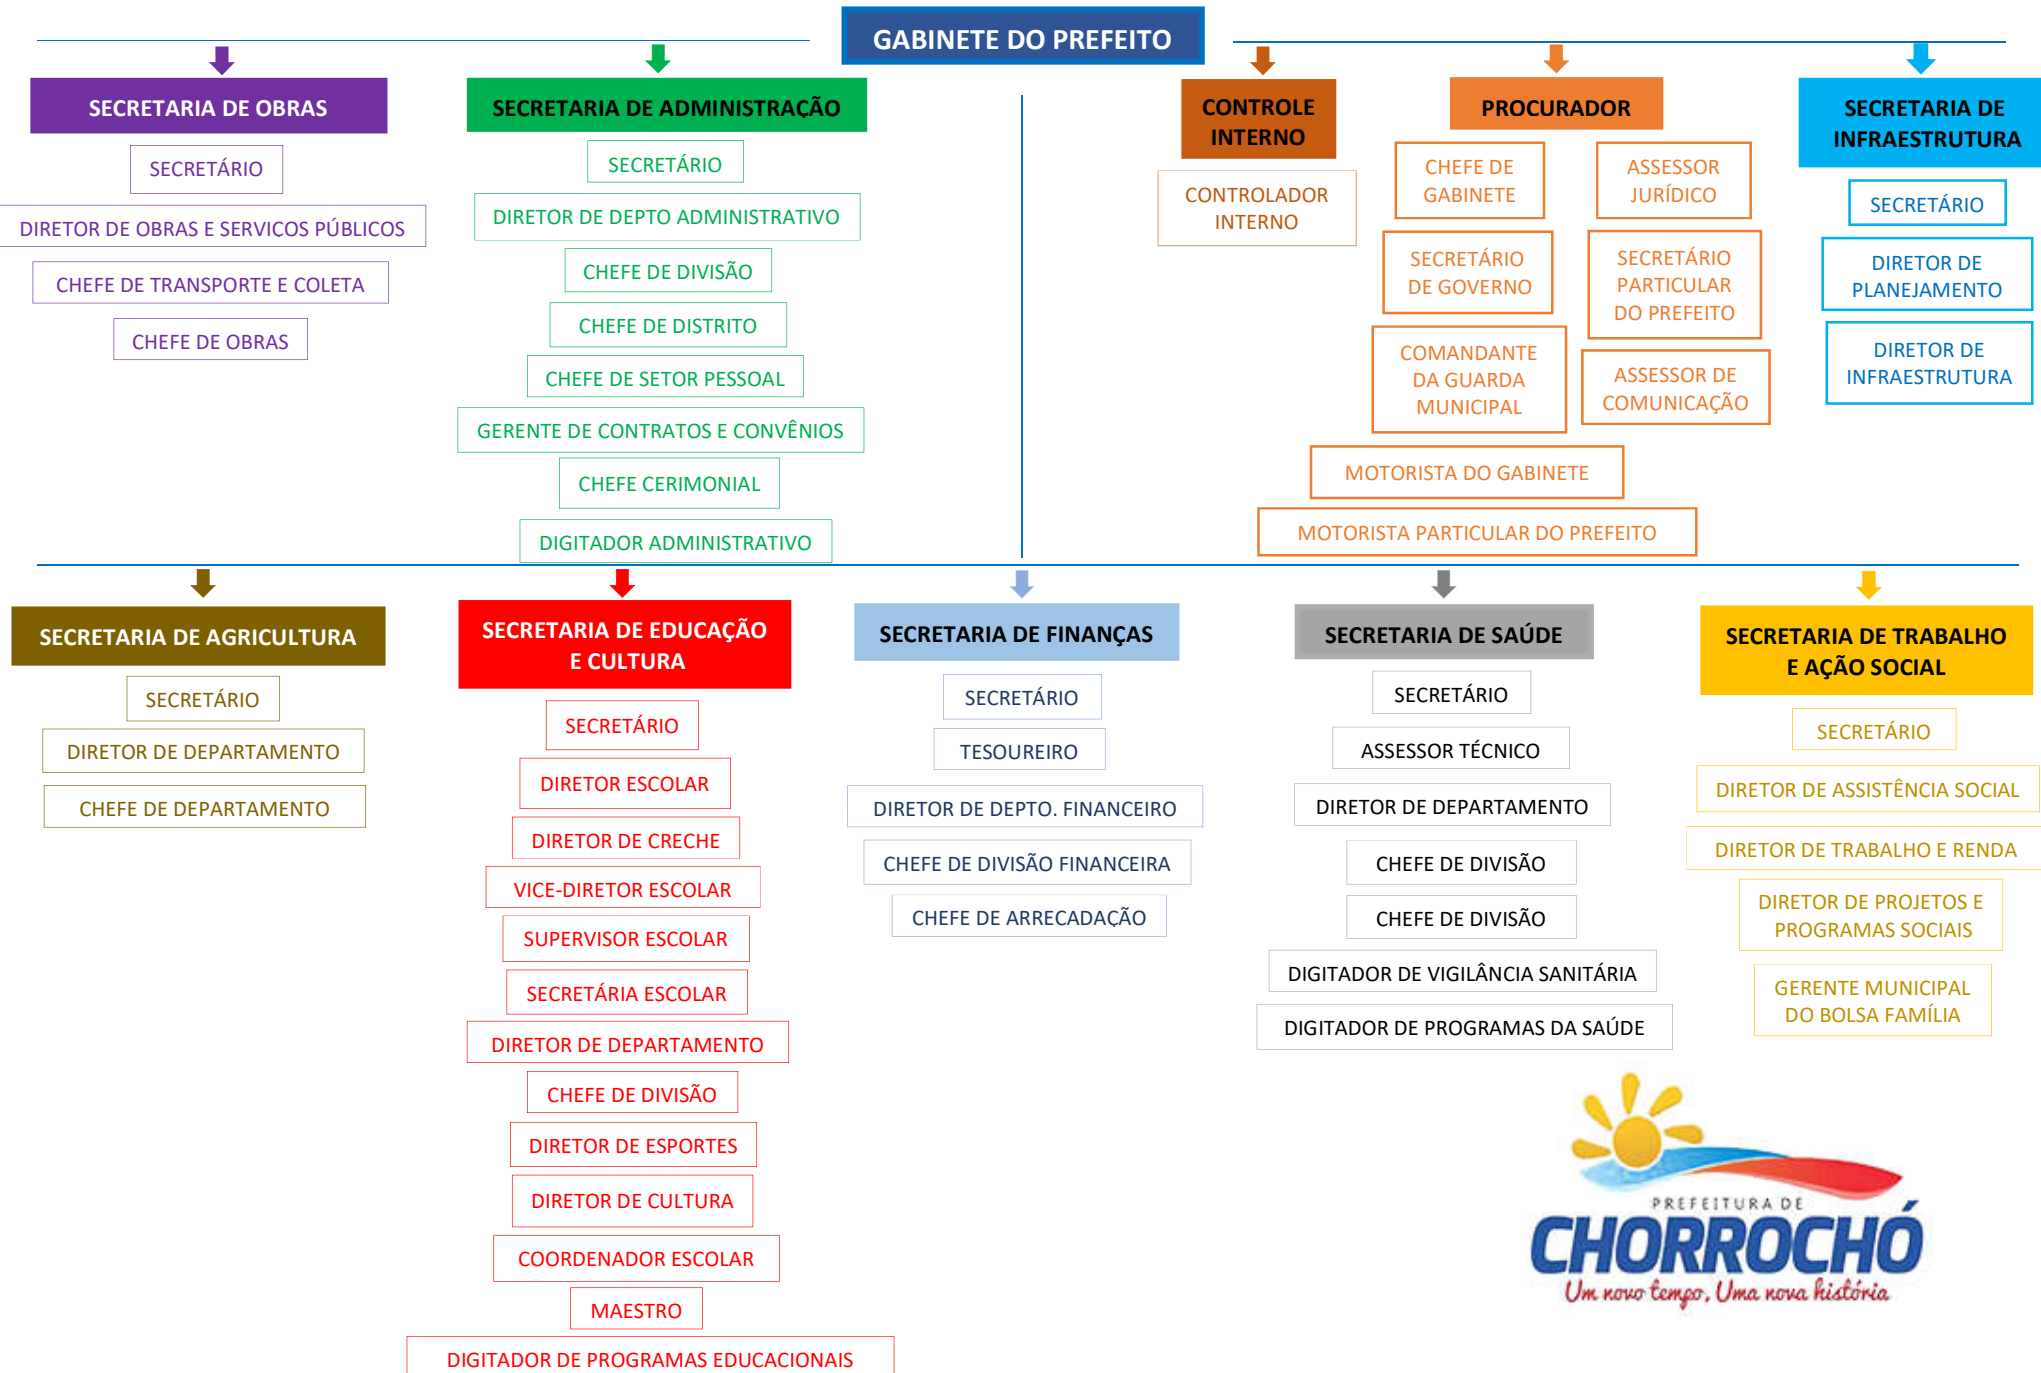 GABINETE DO PREFEITO
SECRETARIA DE OBRAS
SECRETÁRIO
DIRETOR DE OBRAS E SERVICOS PÚBLICOS
CHEFE DE TRANSPORTE E COLETA
CHEFE DE OBRAS
SECRETARIA DE ADMINISTRAÇÃO
SECRETÁRIO
DIRETOR DE DEPTO ADMINISTRATIVO
CHEFE DE DIVISÃO
CHEFE DE DISTRITO
CHEFE DE SETOR PESSOAL
GERENTE DE CONTRATOS E CONVÊNIOS
CHEFE CERIMONIAL
DIGITADOR ADMINISTRATIVO
CONTROLE
INTERNO
CONTROLADOR
INTERNO
PROCURADOR
CHEFE DE
GABINETE
ASSESSOR
JURÍDICO
SECRETÁRIO
DE GOVERNO
SECRETÁRIO
PARTICULAR
DO PREFEITO
COMANDANTE
DA GUARDA
MUNICIPAL
ASSESSOR DE
COMUNICAÇÃO
MOTORISTA DO GABINETE
MOTORISTA PARTICULAR DO PREFEITO
SECRETARIA DE
INFRAESTRUTURA
SECRETÁRIO
DIRETOR DE
PLANEJAMENTO
DIRETOR DE
INFRAESTRUTURA
SECRETARIA DE AGRICULTURA
SECRETÁRIO
DIRETOR DE DEPARTAMENTO
CHEFE DE DEPARTAMENTO
SECRETARIA DE EDUCAÇÃO
E CULTURA
SECRETÁRIO
DIRETOR ESCOLAR
DIRETOR DE CRECHE
VICE-DIRETOR ESCOLAR
SUPERVISOR ESCOLAR
SECRETÁRIA ESCOLAR
DIRETOR DE DEPARTAMENTO
CHEFE DE DIVISÃO
DIRETOR DE ESPORTES
DIRETOR DE CULTURA
COORDENADOR ESCOLAR
MAESTRO
DIGITADOR DE PROGRAMAS EDUCACIONAIS
SECRETARIA DE FINANÇAS
SECRETÁRIO
TESOUREIRO
DIRETOR DE DEPTO. FINANCEIRO
CHEFE DE DIVISÃO FINANCEIRA
CHEFE DE ARRECADAÇÃO
SECRETARIA DE SAÚDE
SECRETÁRIO
ASSESSOR TÉCNICO
DIRETOR DE DEPARTAMENTO
CHEFE DE DIVISÃO
CHEFE DE DIVISÃO
DIGITADOR DE VIGILÂNCIA SANITÁRIA
DIGITADOR DE PROGRAMAS DA SAÚDE
SECRETARIA DE TRABALHO
E AÇÃO SOCIAL
SECRETÁRIO
DIRETOR DE ASSISTÊNCIA SOCIAL
DIRETOR DE TRABALHO E RENDA
DIRETOR DE PROJETOS E
PROGRAMAS SOCIAIS
GERENTE MUNICIPAL
DO BOLSA FAMÍLIA
PREFEITURA DE
CHORROCHÓ
Um novo tempo, Uma nova história